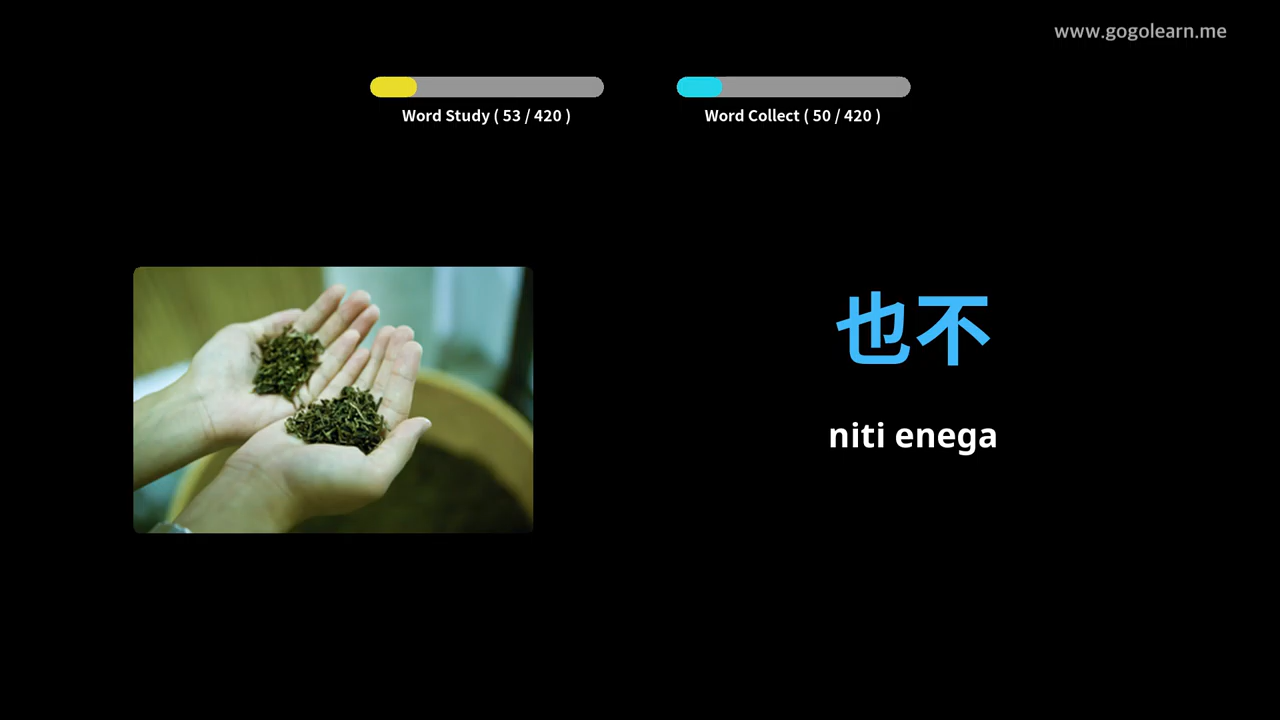 www.gogolearn.me
Word Study ( 53 / 420 )
Word Collect ( 50 / 420 )
也不
niti enega